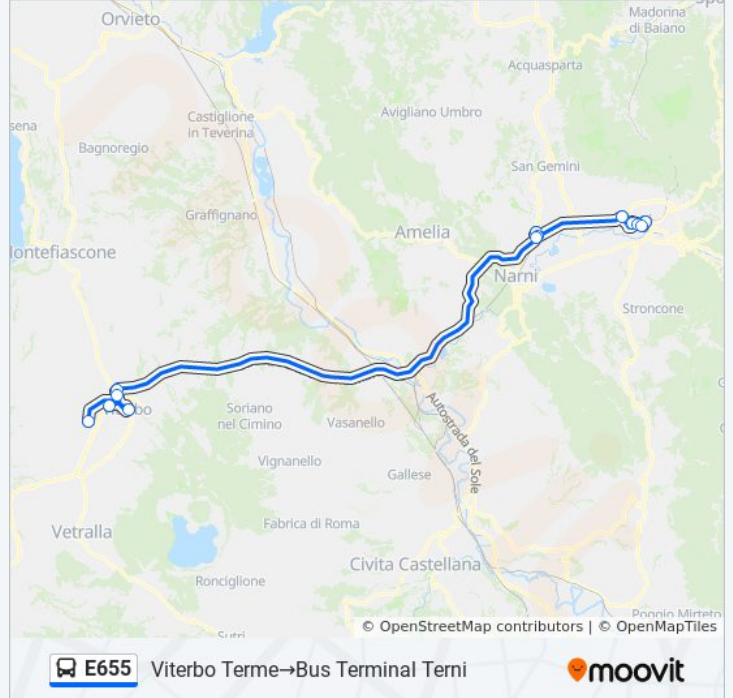 Orvieto
Madonna
di Baiano
Acquasparta
Castiglione
in Teverina
Avigliano Umbro
sena
Bagnoregio
San Gemini
Graffignano
Amelia
lontefiascone
Narni
Stroncone
Soriano
nel Cimino
Vasanello
Autostrada del Sole
Vignanello
Gallese
Vetralla
Fabrica di Roma
Civita Castellana
Ronciglione
Poggio Mirteto
Sutri
© OpenStreetMap contributors | © OpenMapTiles
E655 Viterbo Terme→Bus Terminal Terni
moovit